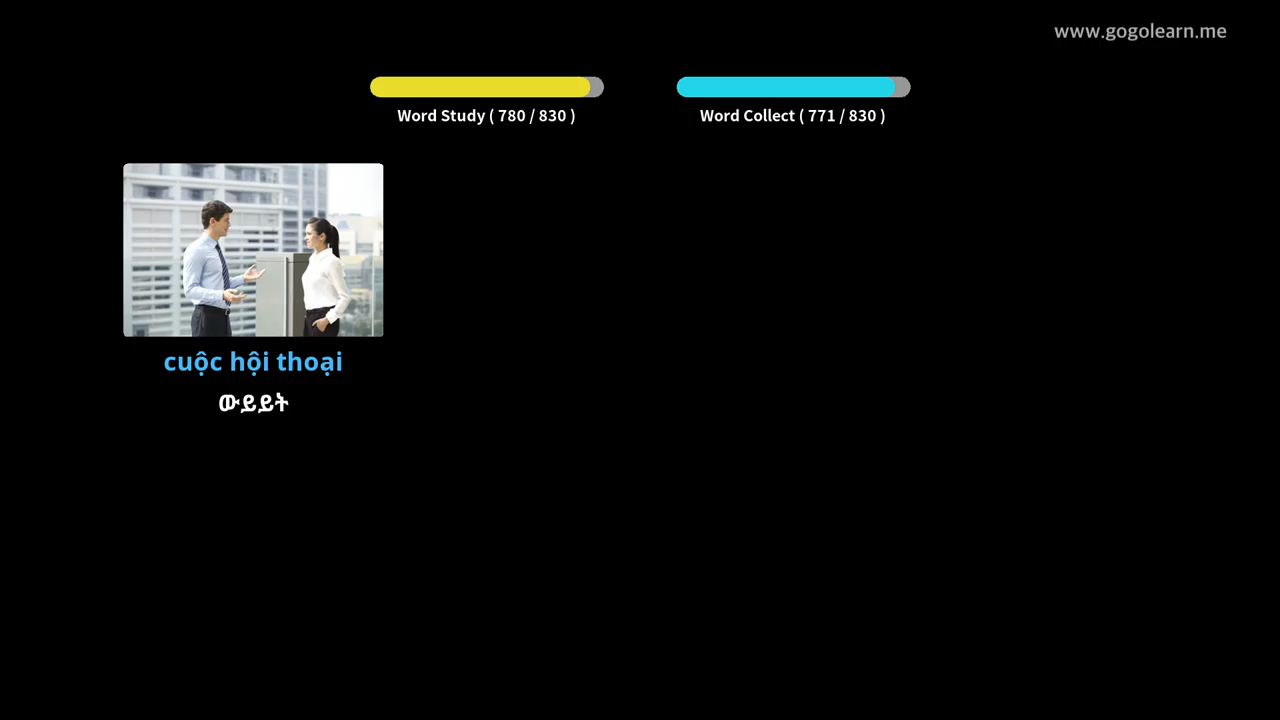 www.gogolearn.me
Word Study ( 780 / 830 )
Word Collect ( 771 / 830 )
cuộc hội thoại
ውይይት